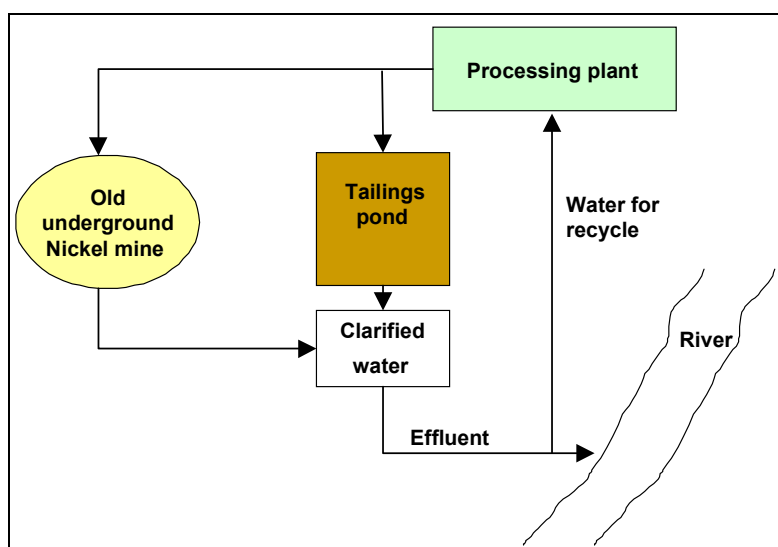 Processing plant
Old
underground
Nickel mine
Tailings
pond
Water for
recycle
Clarified
water
River
Effluent